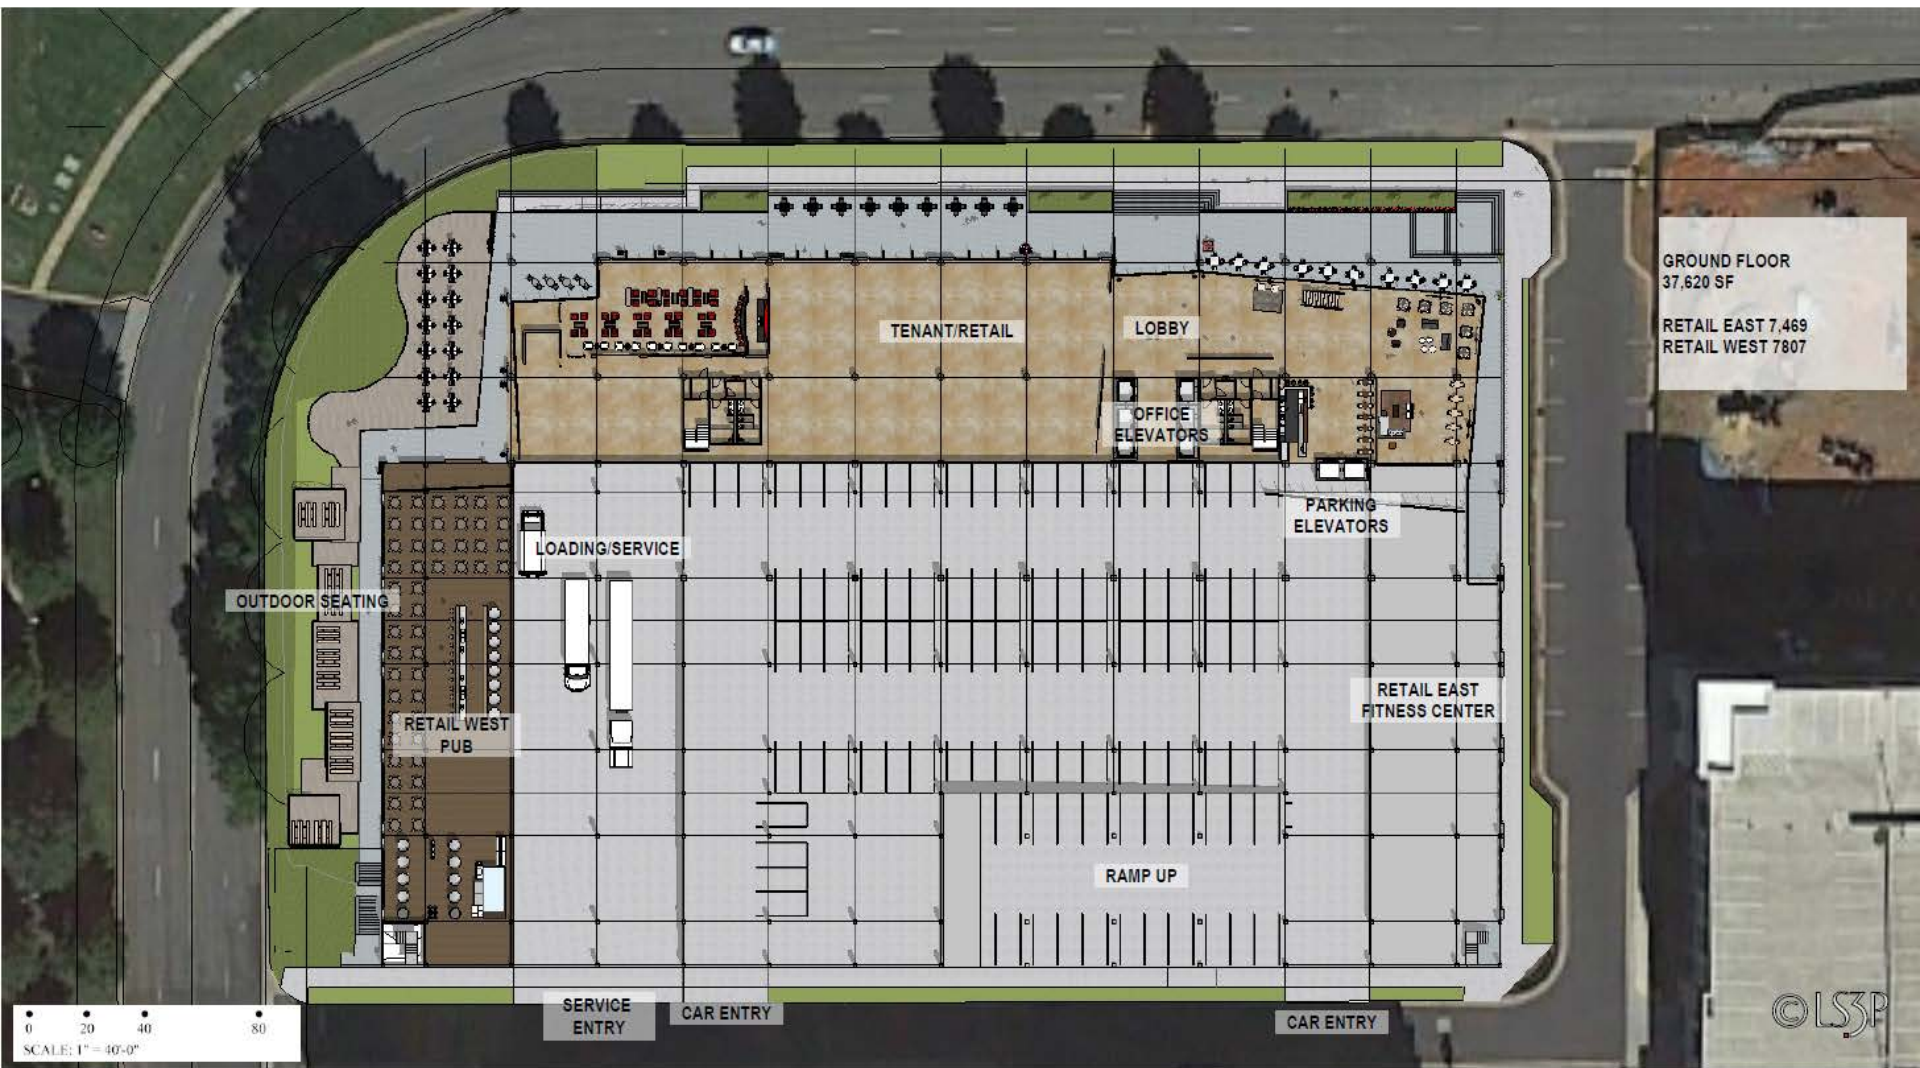 GROUND FLOOR
37,620 SF
RETAIL EAST 7,469
RETAIL WEST 7807
TENANT/RETAIL
LOBBY
OFFICE
ELEVATORS
PARKING
ELEVATORS
LOADING/SERVICE
OUTDOOR SEATING
RETAIL WEST
PUB
RETAIL EAST
FITNESS CENTER
RAMP UP
SERVICE
ENTRY
CAR ENTRY
CAR ENTRY
0 20 40 80
SCALE: 1" = 40'-0"
©LS3P